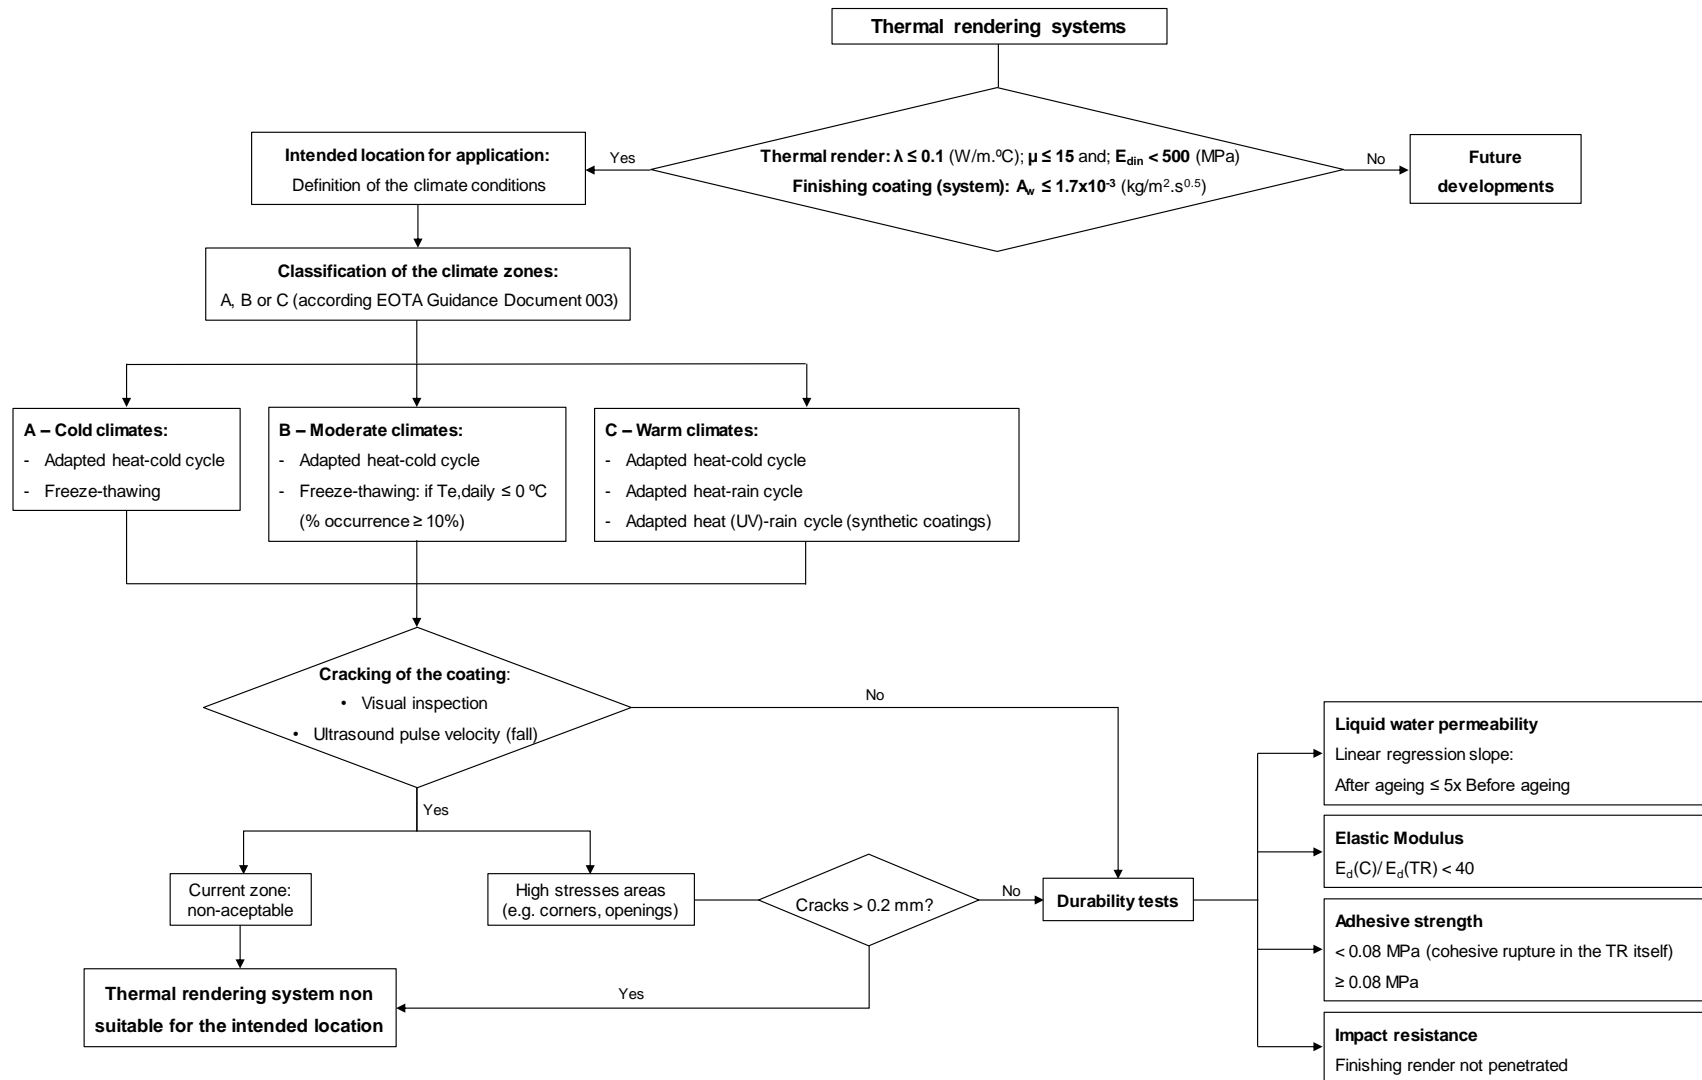 Thermal rendering systems
Thermal render: λ ≤ 0.1 (W/m.ºC); μ ≤ 15 and; E_din < 500 (MPa)
Finishing coating (system): A_w ≤ 1.7x10⁻³ (kg/m².s⁰·⁵)
Yes
No
Intended location for application:
Definition of the climate conditions
Future
developments
Classification of the climate zones:
A, B or C (according EOTA Guidance Document 003)
A – Cold climates:
- Adapted heat-cold cycle
- Freeze-thawing
B – Moderate climates:
- Adapted heat-cold cycle
- Freeze-thawing: if Te,daily ≤ 0 ºC
(% occurrence ≥ 10%)
C – Warm climates:
- Adapted heat-cold cycle
- Adapted heat-rain cycle
- Adapted heat (UV)-rain cycle (synthetic coatings)
Cracking of the coating:
• Visual inspection
• Ultrasound pulse velocity (fall)
No
Yes
Current zone:
non-aceptable
High stresses areas
(e.g. corners, openings)
Cracks > 0.2 mm?
No
Yes
Durability tests
Thermal rendering system non
suitable for the intended location
Liquid water permeability
Linear regression slope:
After ageing ≤ 5x Before ageing
Elastic Modulus
E_d(C)/ E_d(TR) < 40
Adhesive strength
< 0.08 MPa (cohesive rupture in the TR itself)
≥ 0.08 MPa
Impact resistance
Finishing render not penetrated